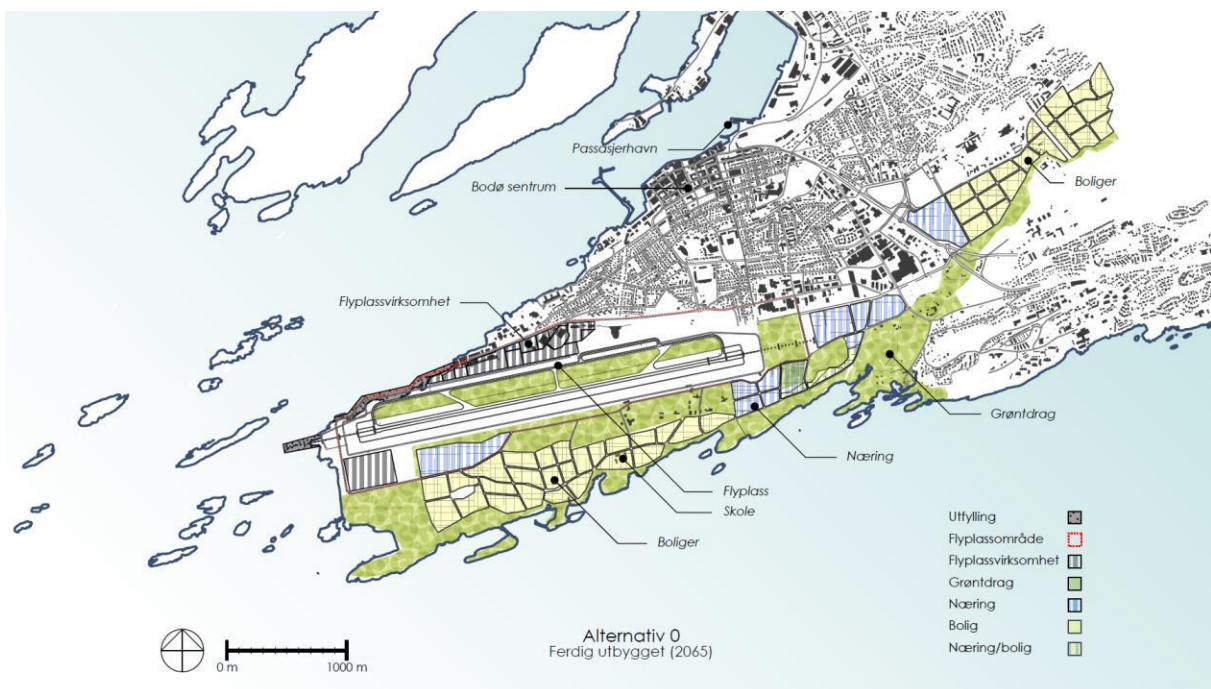 Passasjerhavn
Bodø sentrum
Boliger
Flyplassvirksomhet
Grøntdrag
Næring
Flyplass
Skole
Boliger
Utfylling
Flyplassområde
Flyplassvirksomhet
Grøntdrag
Næring
Bolig
Næring/bolig
0 m 1000 m
Alternativ 0
Ferdig utbygget (2065)